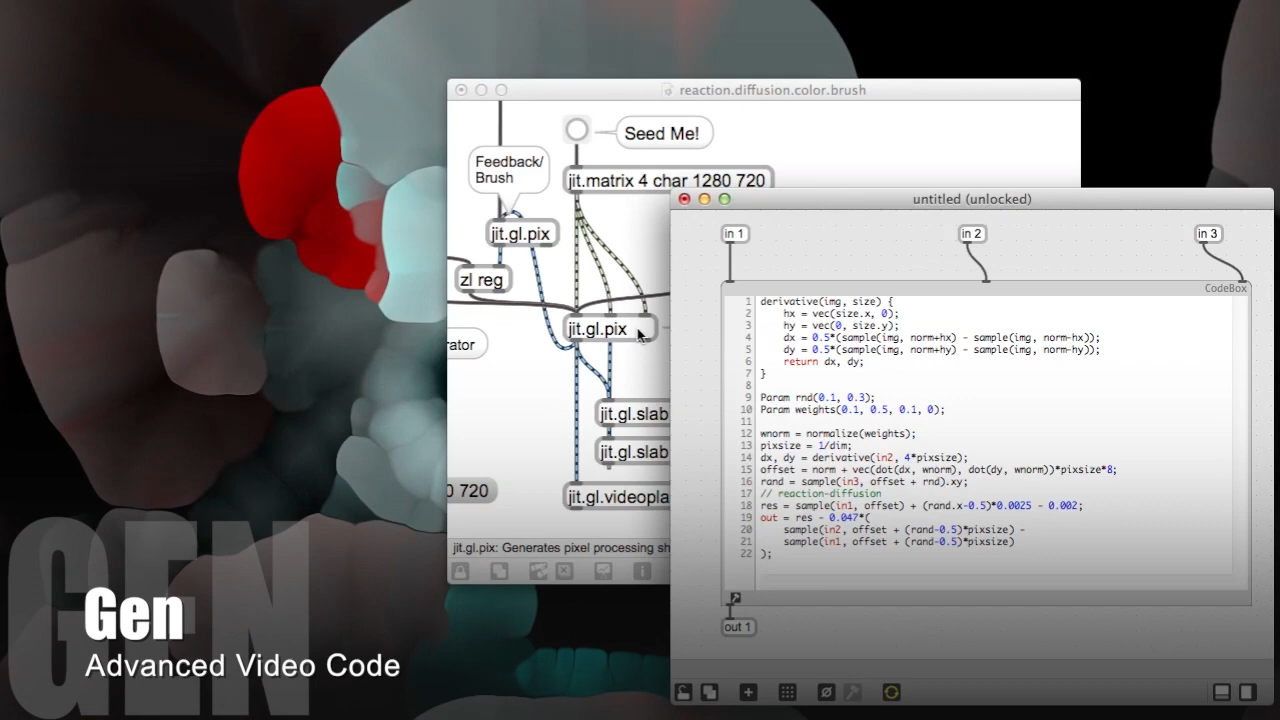 reaction.diffusion.color.brush
Seed Me!
Feedback/
Brush
jit.matrix 4 char 1280 720
jit.gl.pix
zl reg
jit.gl.pix
rator
jit.gl.slab
jit.gl.slab
0 720
jit.gl.videopla
jit.gl.pix: Generates pixel processing sh
untitled (unlocked)
in 1
in 2
in 3
CodeBox
1 derivative(img, size) {
2 hx = vec(size.x, 0);
3 hy = vec(0, size.y);
4 dx = 0.5*(sample(img, norm+hx) - sample(img, norm-hx));
5 dy = 0.5*(sample(img, norm+hy) - sample(img, norm-hy));
6 return dx, dy;
7 }
8
9 Param rnd(0.1, 0.3);
10 Param weights(0.1, 0.5, 0.1, 0);
11
12 wnorm = normalize(weights);
13 pixsize = 1/dim;
14 dx, dy = derivative(in2, 4*pixsize);
15 offset = norm + vec(dot(dx, wnorm), dot(dy, wnorm))*pixsize*8;
16 rand = sample(in3, offset + rnd).xy;
17 // reaction-diffusion
18 res = sample(in1, offset) + (rand.x-0.5)*0.0025 - 0.002;
19 out = res - 0.047*(
20 sample(in2, offset + (rand-0.5)*pixsize) -
21 sample(in1, offset + (rand-0.5)*pixsize)
22 );
out 1
GEN
Gen
Advanced Video Code